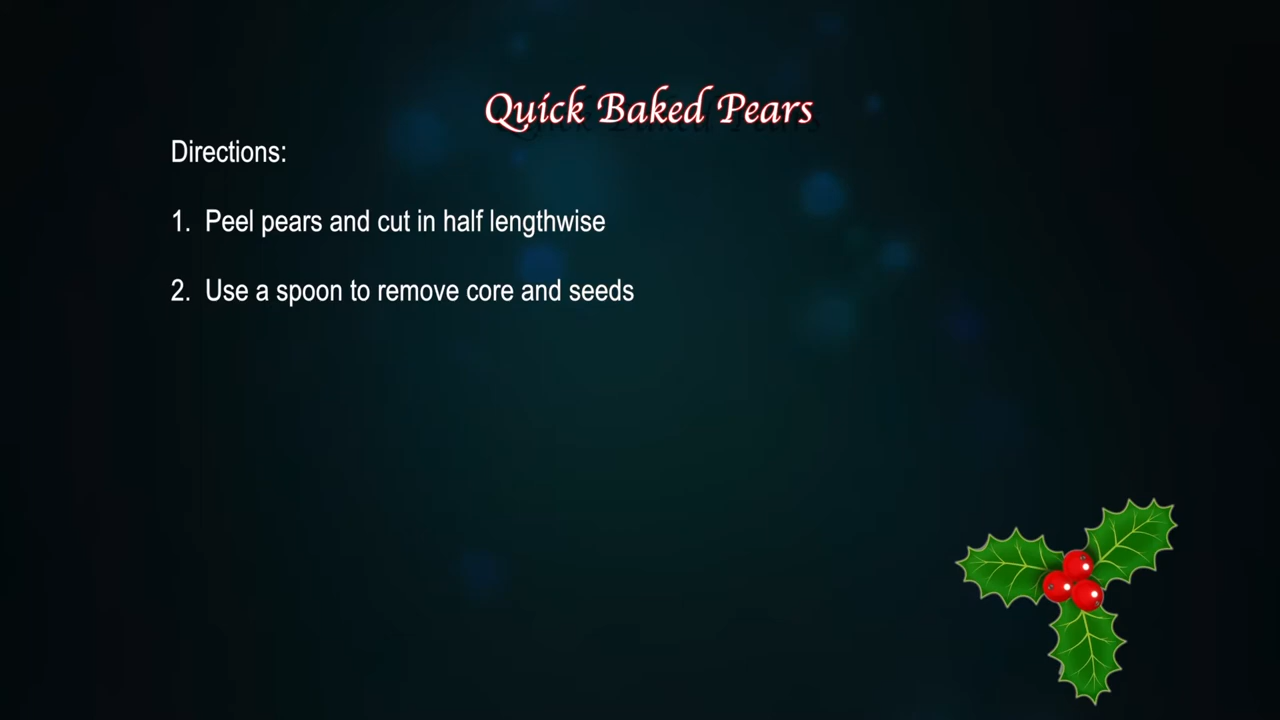 Quick Baked Pears
Directions:
1. Peel pears and cut in half lengthwise
2. Use a spoon to remove core and seeds